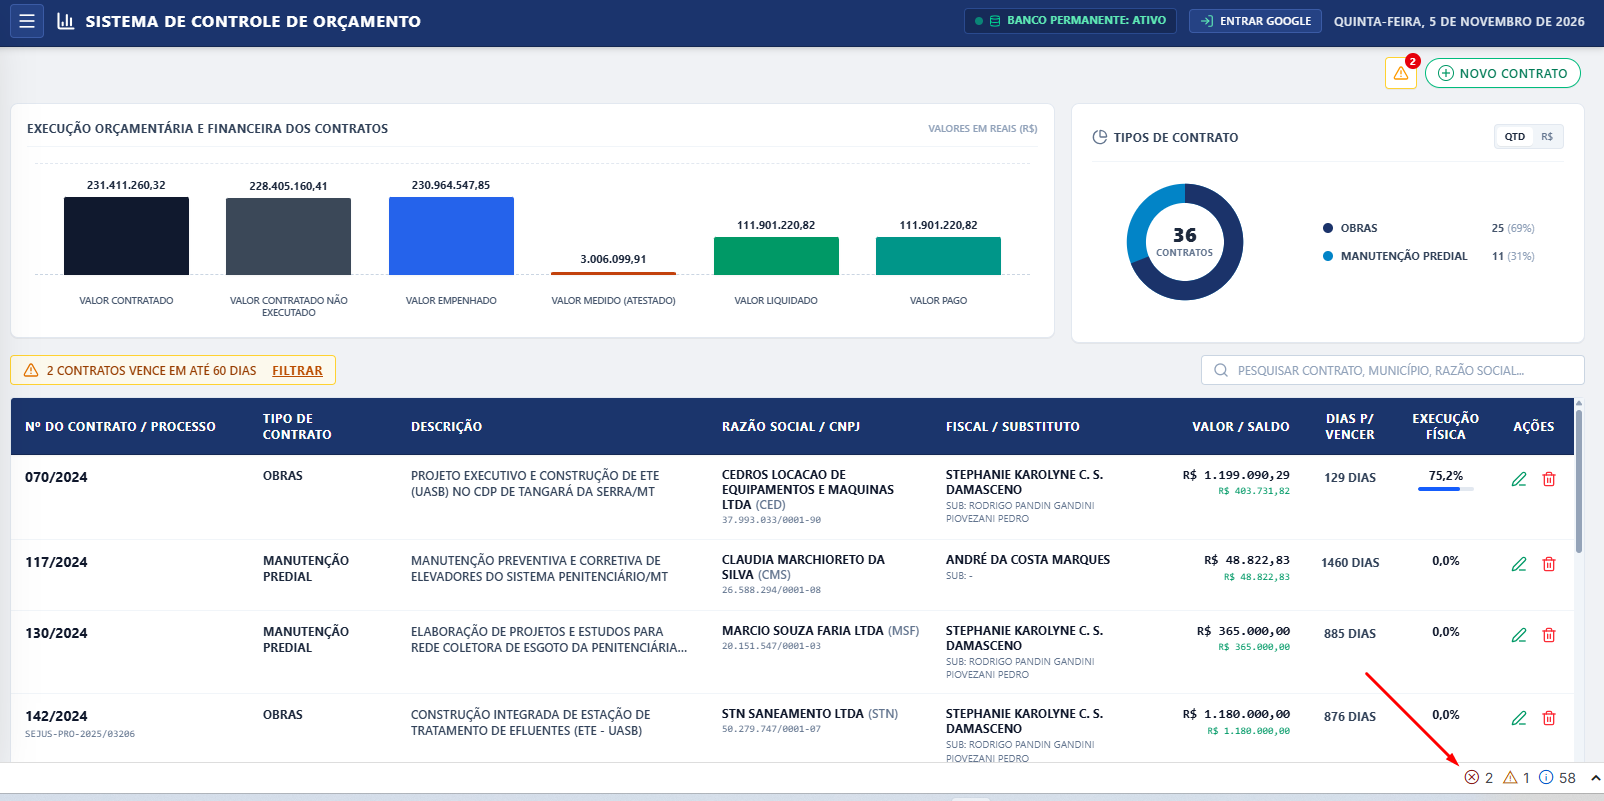 SISTEMA DE CONTROLE DE ORÇAMENTO
BANCO PERMANENTE: ATIVO
ENTRAR GOOGLE
QUINTA-FEIRA, 5 DE NOVEMBRO DE 2026
2
NOVO CONTRATO
EXECUÇÃO ORÇAMENTÁRIA E FINANCEIRA DOS CONTRATOS
VALORES EM REAIS (R$)
231.411.260,32
228.405.160,41
230.964.547,85
3.006.099,91
111.901.220,82
111.901.220,82
VALOR CONTRATADO
VALOR CONTRATADO NÃO
EXECUTADO
VALOR EMPENHADO
VALOR MEDIDO (ATESTADO)
VALOR LIQUIDADO
VALOR PAGO
TIPOS DE CONTRATO
QTD R$
36
CONTRATOS
OBRAS 25 (69%)
MANUTENÇÃO PREDIAL 11 (31%)
2 CONTRATOS VENCE EM ATÉ 60 DIAS FILTRAR
PESQUISAR CONTRATO, MUNICÍPIO, RAZÃO SOCIAL...
Nº DO CONTRATO / PROCESSO
TIPO DE
CONTRATO
DESCRIÇÃO
RAZÃO SOCIAL / CNPJ
FISCAL / SUBSTITUTO
VALOR / SALDO
DIAS P/
VENCER
EXECUÇÃO
FÍSICA
AÇÕES
070/2024
OBRAS
PROJETO EXECUTIVO E CONSTRUÇÃO DE ETE
(UASB) NO CDP DE TANGARÁ DA SERRA/MT
CEDROS LOCACAO DE
EQUIPAMENTOS E MAQUINAS
LTDA (CED)
37.993.033/0001-90
STEPHANIE KAROLYNE C. S.
DAMASCENO
SUB: RODRIGO PANDIN GANDINI
PIOVEZANI PEDRO
R$ 1.199.090,29
R$ 403.731,82
129 DIAS
75,2%
117/2024
MANUTENÇÃO
PREDIAL
MANUTENÇÃO PREVENTIVA E CORRETIVA DE
ELEVADORES DO SISTEMA PENITENCIÁRIO/MT
CLAUDIA MARCHIORETO DA
SILVA (CMS)
26.588.294/0001-08
ANDRÉ DA COSTA MARQUES
SUB: -
R$ 48.822,83
R$ 48.822,83
1460 DIAS
0,0%
130/2024
MANUTENÇÃO
PREDIAL
ELABORAÇÃO DE PROJETOS E ESTUDOS PARA
REDE COLETORA DE ESGOTO DA PENITENCIÁRIA...
MARCIO SOUZA FARIA LTDA (MSF)
20.151.547/0001-03
STEPHANIE KAROLYNE C. S.
DAMASCENO
SUB: RODRIGO PANDIN GANDINI
PIOVEZANI PEDRO
R$ 365.000,00
R$ 365.000,00
885 DIAS
0,0%
142/2024
SEJUS-PRO-2025/03206
OBRAS
CONSTRUÇÃO INTEGRADA DE ESTAÇÃO DE
TRATAMENTO DE EFLUENTES (ETE - UASB)
STN SANEAMENTO LTDA (STN)
50.279.747/0001-07
STEPHANIE KAROLYNE C. S.
DAMASCENO
SUB: RODRIGO PANDIN GANDINI
PIOVEZANI PEDRO
R$ 1.180.000,00
R$ 1.180.000,00
876 DIAS
0,0%
2 1 58